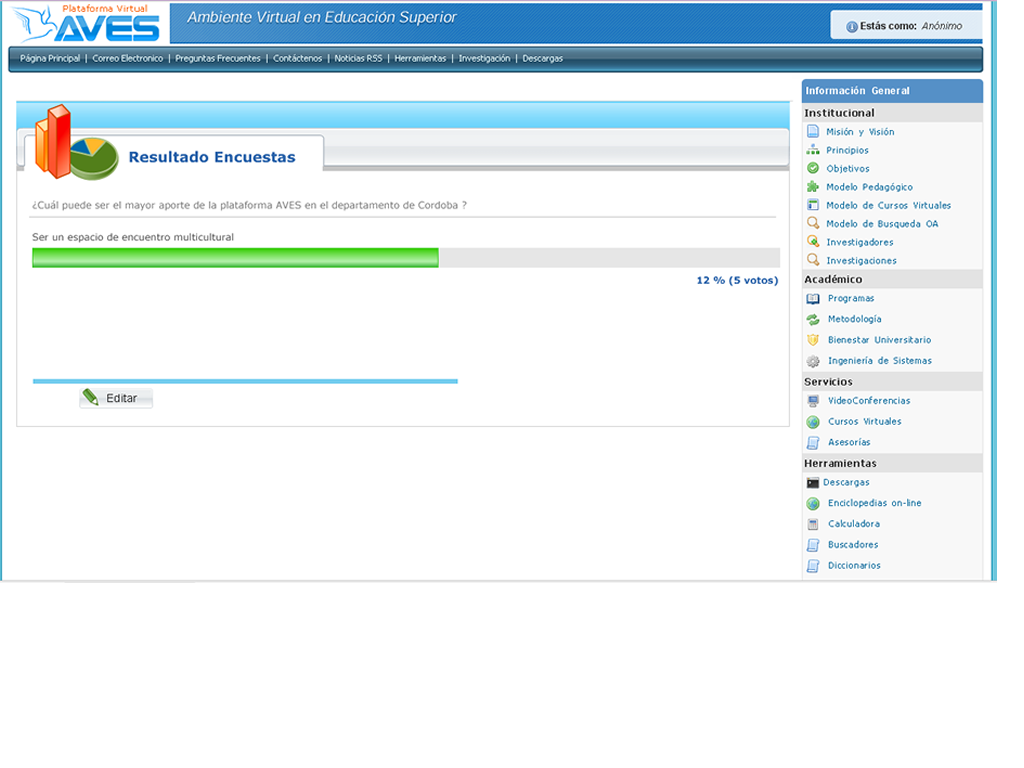 Plataforma Virtual
AVES
Ambiente Virtual en Educación Superior
Estás como: Anónimo
Página Principal | Correo Electronico | Preguntas Frecuentes | Contáctenos | Noticias RSS | Herramientas | Investigación | Descargas
Resultado Encuestas
¿Cuál puede ser el mayor aporte de la plataforma AVES en el departamento de Cordoba ?
Ser un espacio de encuentro multicultural
12 % (5 votos)
Editar
Información General
Institucional
Misión y Visión
Principios
Objetivos
Modelo Pedagógico
Modelo de Cursos Virtuales
Modelo de Busqueda OA
Investigadores
Investigaciones
Académico
Programas
Metodología
Bienestar Universitario
Ingeniería de Sistemas
Servicios
VideoConferencias
Cursos Virtuales
Asesorías
Herramientas
Descargas
Enciclopedias on-line
Calculadora
Buscadores
Diccionarios